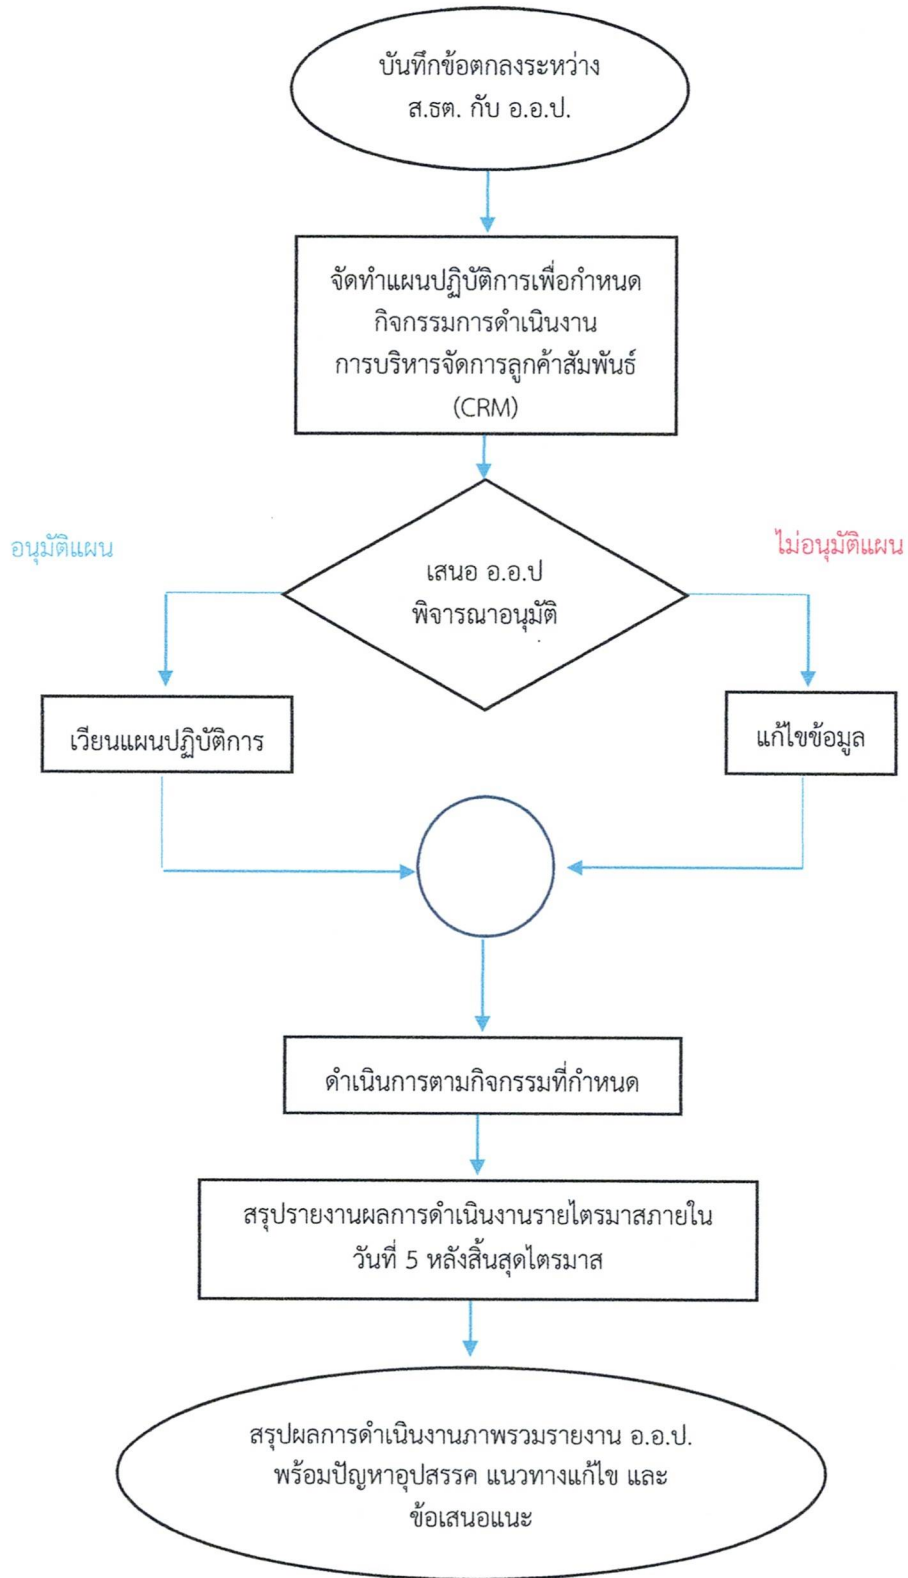 บันทึกข้อตกลงระหว่าง
ส.ธต. กับ อ.อ.ป.
จัดทำแผนปฏิบัติการเพื่อกำหนด
กิจกรรมการดำเนินงาน
การบริหารจัดการลูกค้าสัมพันธ์
(CRM)
อนุมัติแผน
ไม่อนุมัติแผน
เสนอ อ.อ.ป
พิจารณาอนุมัติ
เวียนแผนปฏิบัติการ
แก้ไขข้อมูล
ดำเนินการตามกิจกรรมที่กำหนด
สรุปรายงานผลการดำเนินงานรายไตรมาสภายใน
วันที่ 5 หลังสิ้นสุดไตรมาส
สรุปผลการดำเนินงานภาพรวมรายงาน อ.อ.ป.
พร้อมปัญหาอุปสรรค แนวทางแก้ไข และ
ข้อเสนอแนะ